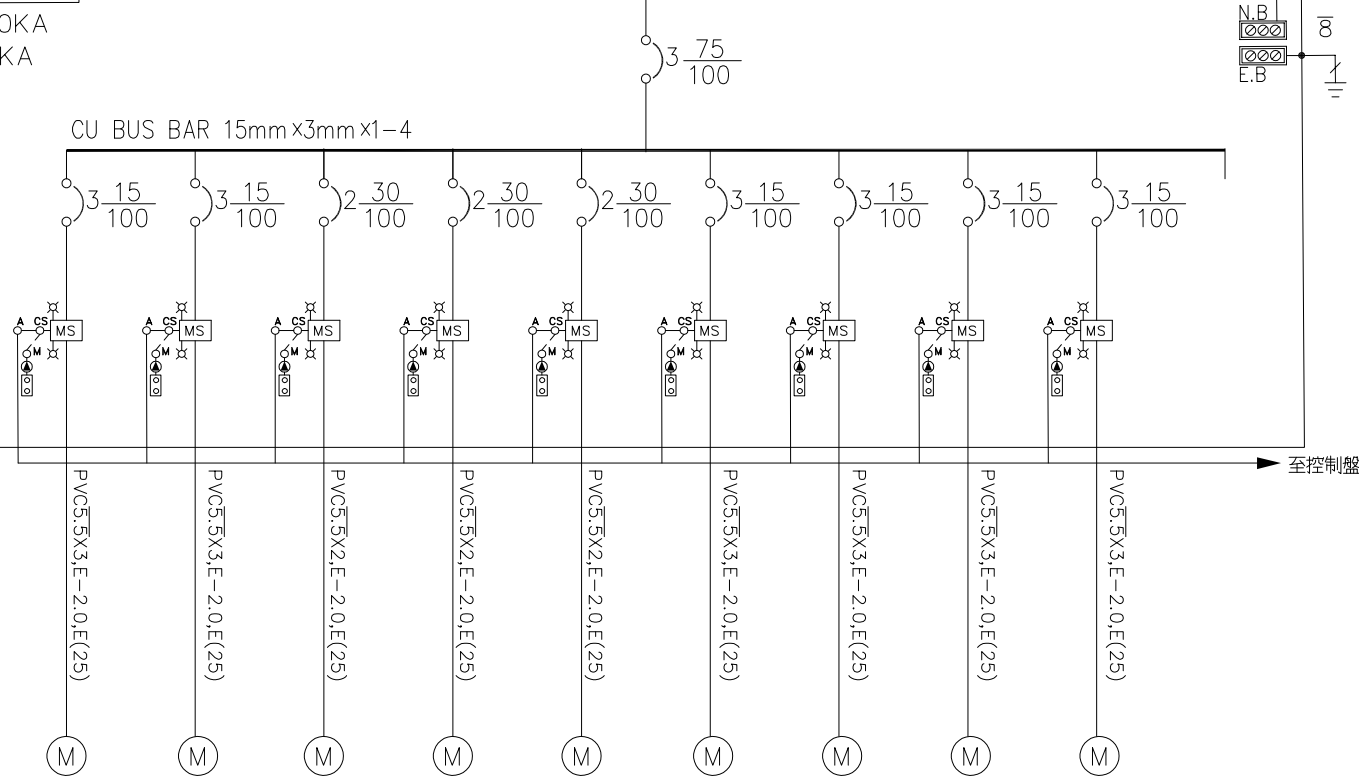 0KA
KA
3 75/100
N.B
8
E.B
CU BUS BAR 15mm×3mm×1-4
3 15/100
3 15/100
2 30/100
2 30/100
2 30/100
3 15/100
3 15/100
3 15/100
3 15/100
A CS MS M
A CS MS M
A CS MS M
A CS MS M
A CS MS M
A CS MS M
A CS MS M
A CS MS M
A CS MS M
至控制盤
PVC5.5X3,E-2.0,E(25)
PVC5.5X3,E-2.0,E(25)
PVC5.5X2,E-2.0,E(25)
PVC5.5X2,E-2.0,E(25)
PVC5.5X2,E-2.0,E(25)
PVC5.5X3,E-2.0,E(25)
PVC5.5X3,E-2.0,E(25)
PVC5.5X3,E-2.0,E(25)
PVC5.5X3,E-2.0,E(25)
M M M M M M M M M